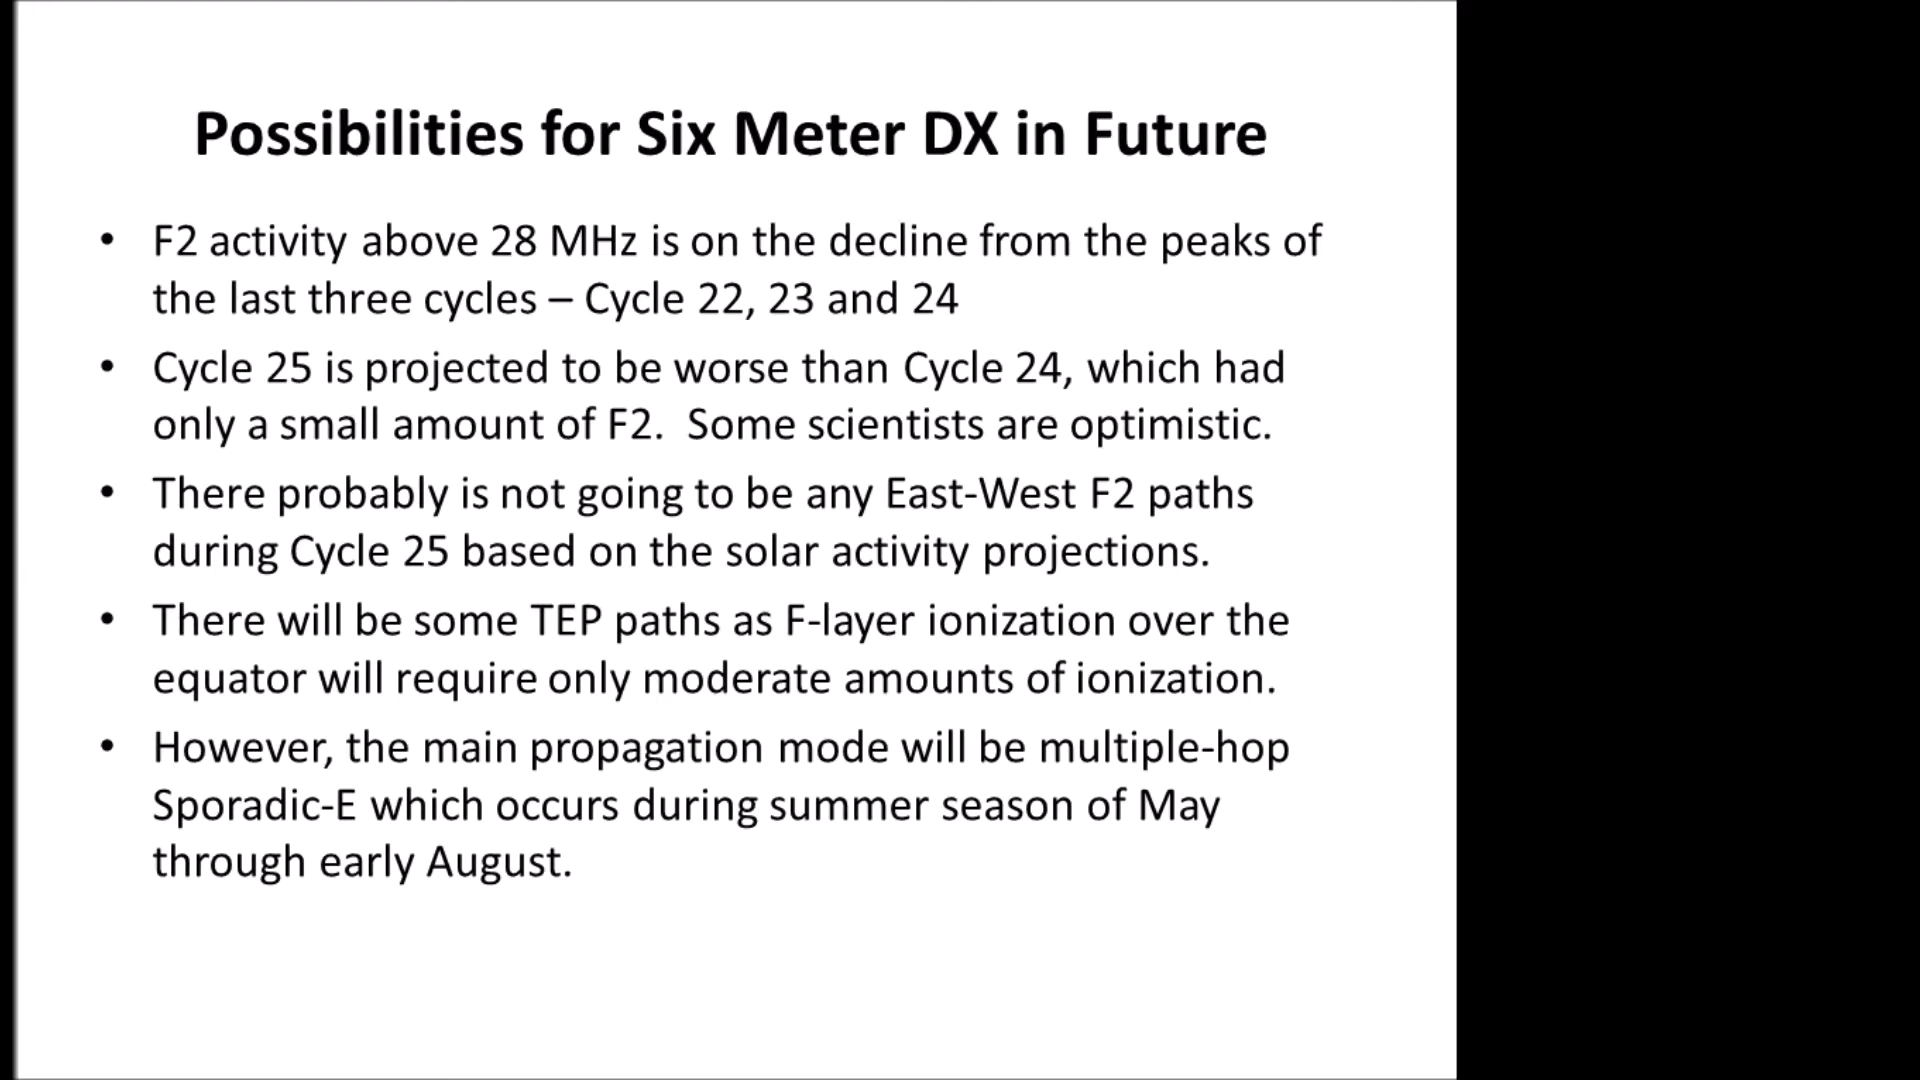 Possibilities for Six Meter DX in Future
• F2 activity above 28 MHz is on the decline from the peaks of
the last three cycles – Cycle 22, 23 and 24
• Cycle 25 is projected to be worse than Cycle 24, which had
only a small amount of F2.  Some scientists are optimistic.
• There probably is not going to be any East-West F2 paths
during Cycle 25 based on the solar activity projections.
• There will be some TEP paths as F-layer ionization over the
equator will require only moderate amounts of ionization.
• However, the main propagation mode will be multiple-hop
Sporadic-E which occurs during summer season of May
through early August.